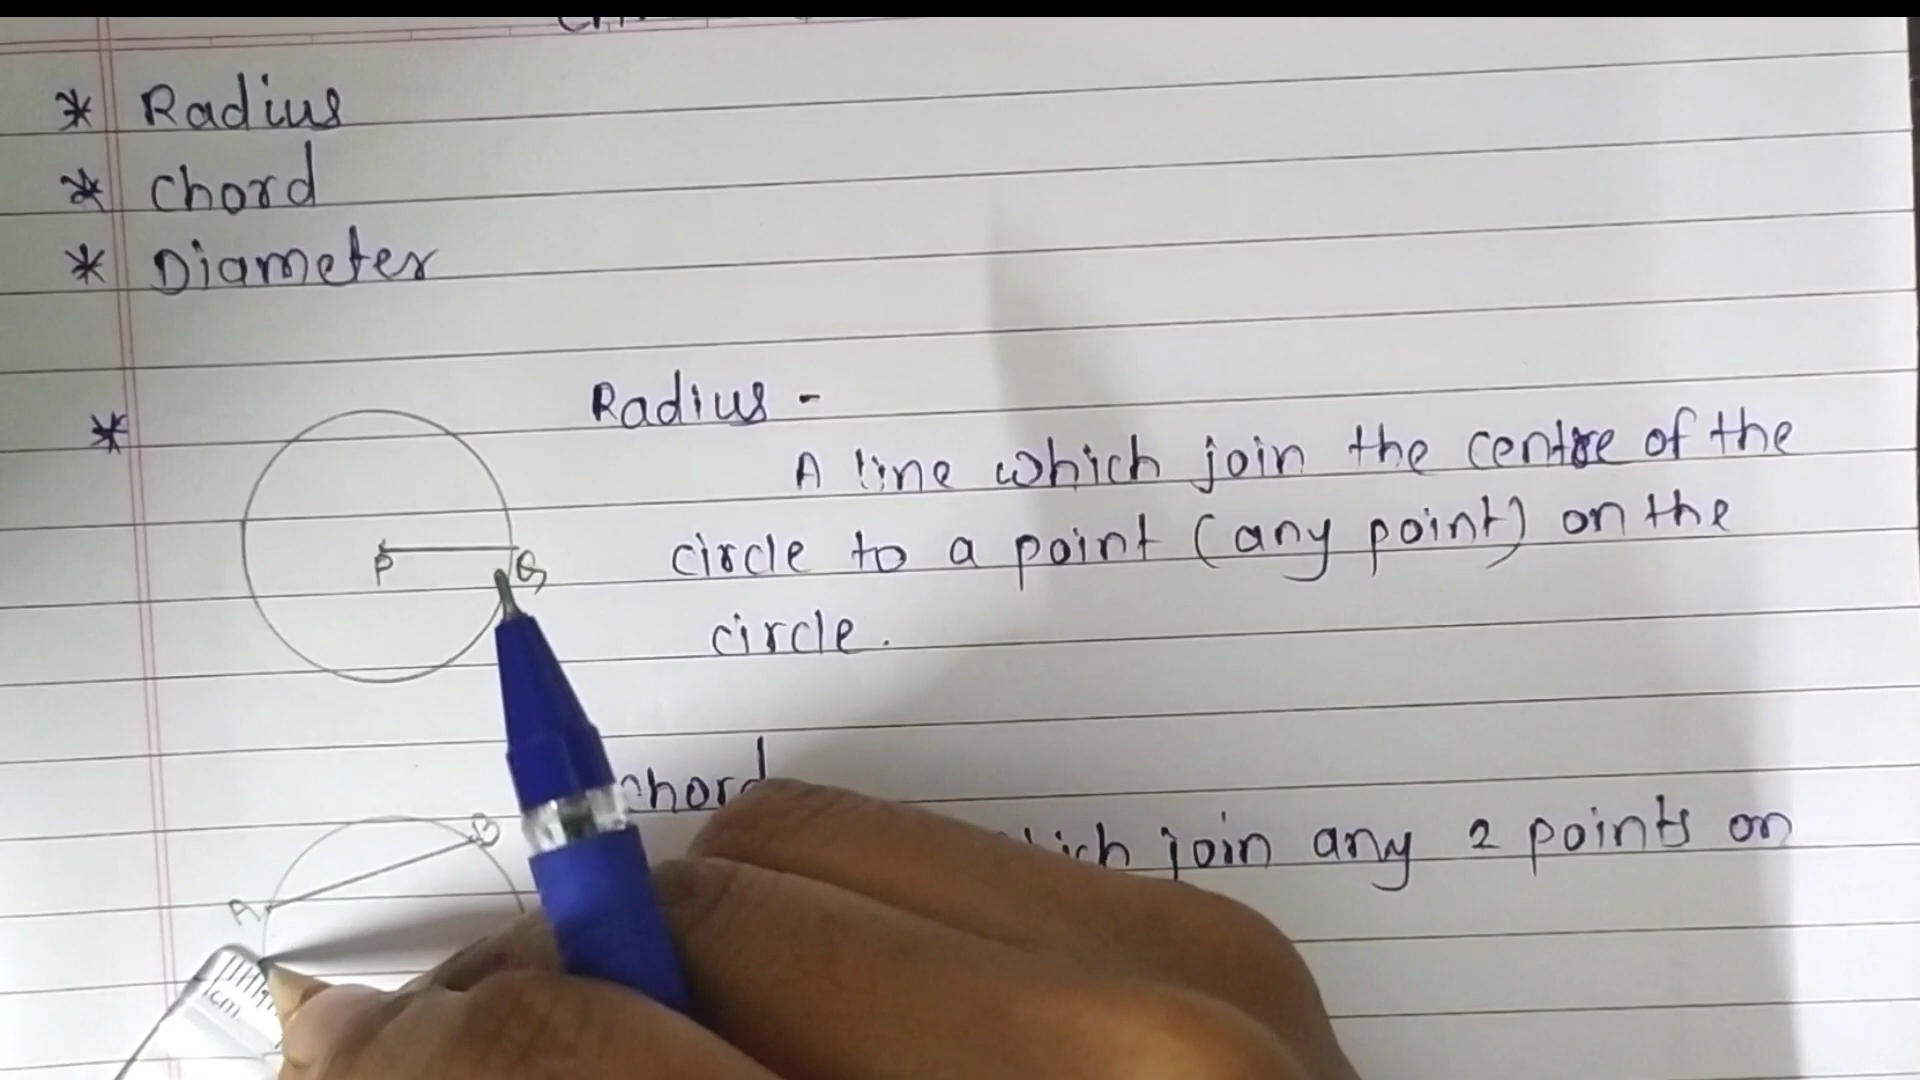 * Radius
* Chord
* Diameter
* Radius -
A line which join the centre of the
P Q
circle to a point (any point) on the
circle.
chord
B
join any 2 points on
A
cm